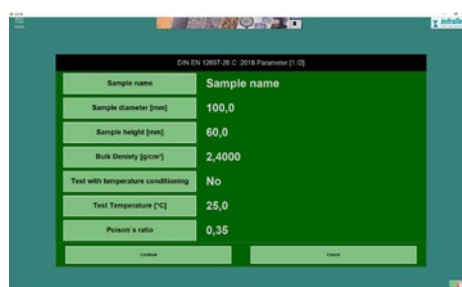 DIN EN 12697-26 C :2018 Parameter [1./2]
Sample name Sample name
Sample diameter [mm] 100,0
Sample height [mm] 60,0
Bulk Denisty [g/cm³] 2,4000
Test with temperature conditioning No
Test Temperature [°C] 25,0
Poison´s ratio 0,35
Continue Cancel